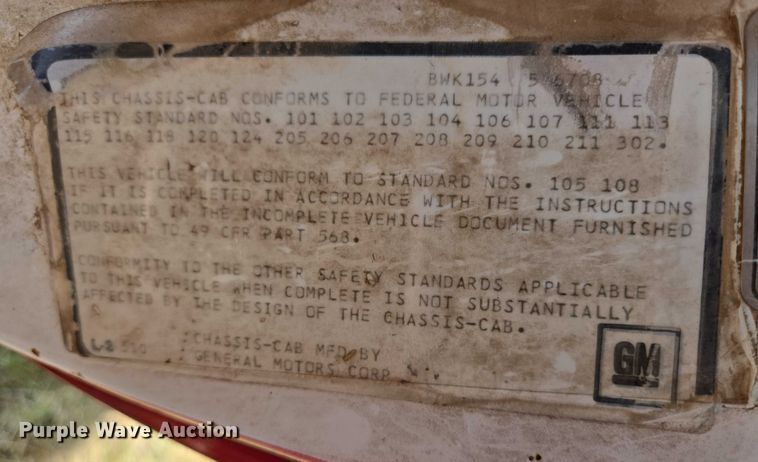 BWK154
THIS CHASSIS-CAB CONFORMS TO FEDERAL MOTOR VEHICLE
SAFETY STANDARD NOS. 101 102 103 104 106 107 111 113
115 116 118 120 124 205 206 207 208 209 210 211 302.
THIS VEHICLE WILL CONFORM TO STANDARD NOS. 105 108
IF IT IS COMPLETED IN ACCORDANCE WITH THE INSTRUCTIONS
CONTAINED IN THE INCOMPLETE VEHICLE DOCUMENT FURNISHED
PURSUANT TO 49 CFR PART 568.
CONFORMITY TO THE OTHER SAFETY STANDARDS APPLICABLE
TO THIS VEHICLE WHEN COMPLETE IS NOT SUBSTANTIALLY
AFFECTED BY THE DESIGN OF THE CHASSIS-CAB.
CHASSIS-CAB MFD BY
GENERAL MOTORS CORP
GM
Purple Wave Auction